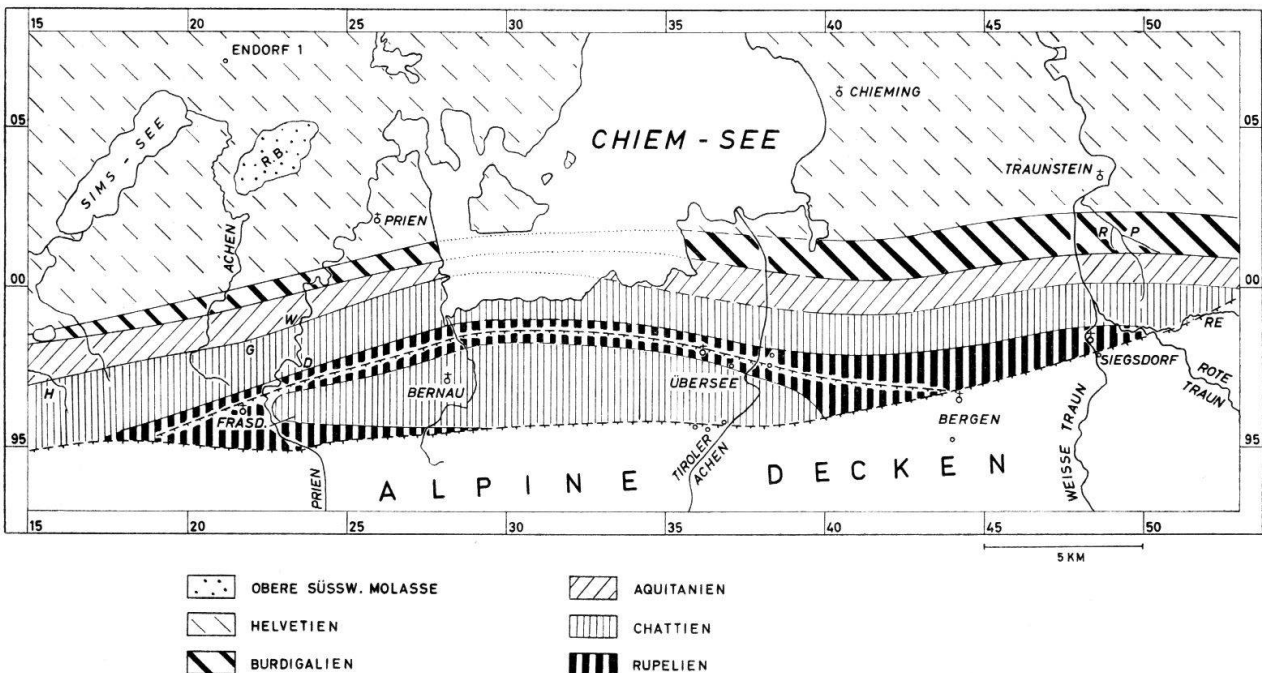 15 20 25 30 35 40 45 50
ENDORF 1
CHIEMING
05 05
CHIEM - SEE
SIMS - SEE
R.B.
TRAUNSTEIN
PRIEN
ACHEN
R P
00 00
W
G
D
H
RE
SIEGSDORF
ROTE
TRAUN
ÜBERSEE
BERNAU
FRASD.
BERGEN
95 95
TIROLER
ACHEN
WEISSE TRAUN
PRIEN
ALPINE DECKEN
15 20 25 30 35 40 45 50
5 KM
OBERE SÜSSW. MOLASSE
HELVETIEN
BURDIGALIEN
AQUITANIEN
CHATTIEN
RUPELIEN